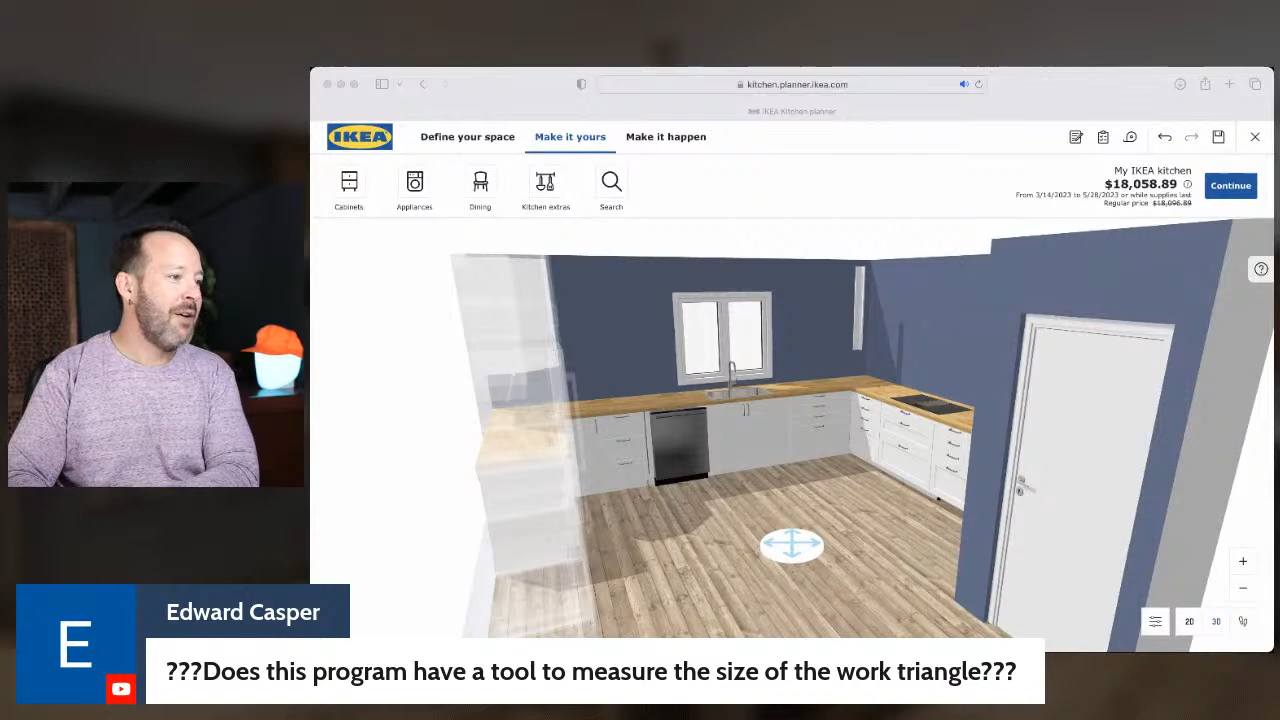 kitchen.planner.ikea.com
IKEA Kitchen planner
IKEA
Define your space
Make it yours
Make it happen
Cabinets
Appliances
Dining
Kitchen extras
Search
My IKEA kitchen
$18,058.89
From 3/14/2023 to 5/28/2023 or while supplies last
Regular price $18,096.89
Continue
2D
3D
E
Edward Casper
???Does this program have a tool to measure the size of the work triangle???